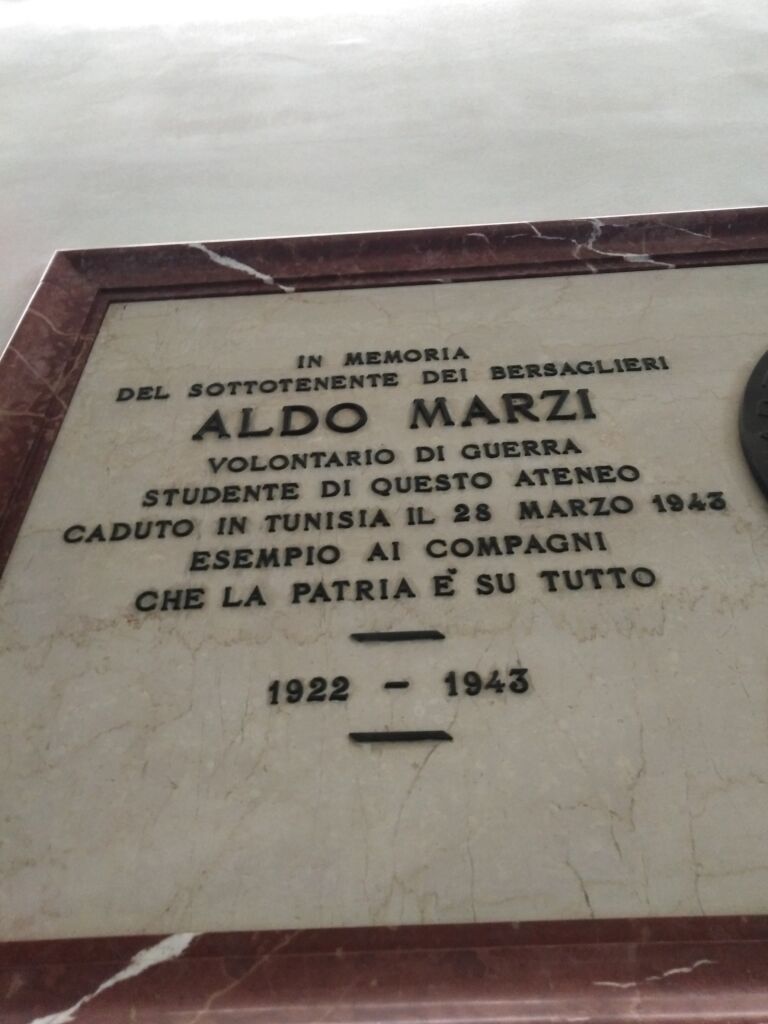 IN MEMORIA
DEL SOTTOTENENTE DEI BERSAGLIERI
ALDO MARZI
VOLONTARIO DI GUERRA
STUDENTE DI QUESTO ATENEO
CADUTO IN TUNISIA IL 28 MARZO 1943
ESEMPIO AI COMPAGNI
CHE LA PATRIA È SU TUTTO
1922 - 1943